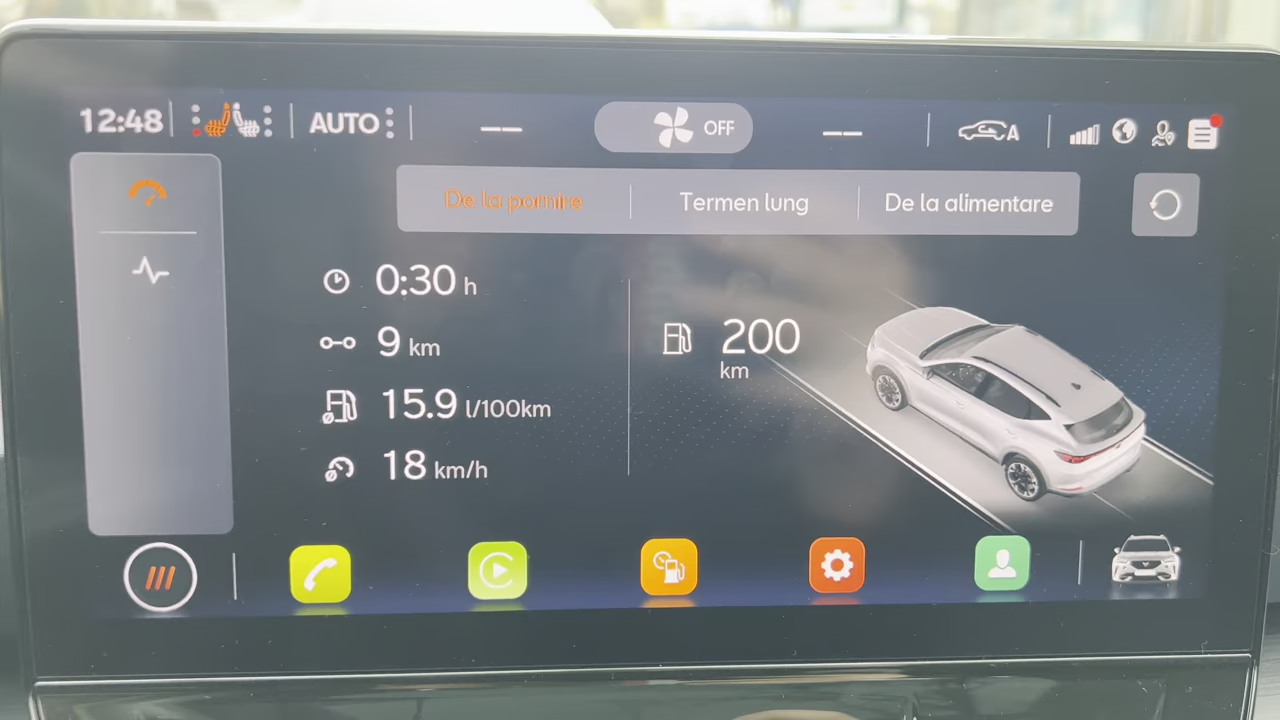 12:48 AUTO -- OFF -- A
De la pornire Termen lung De la alimentare
0:30 h
9 km
15.9 l/100km
18 km/h
200
km